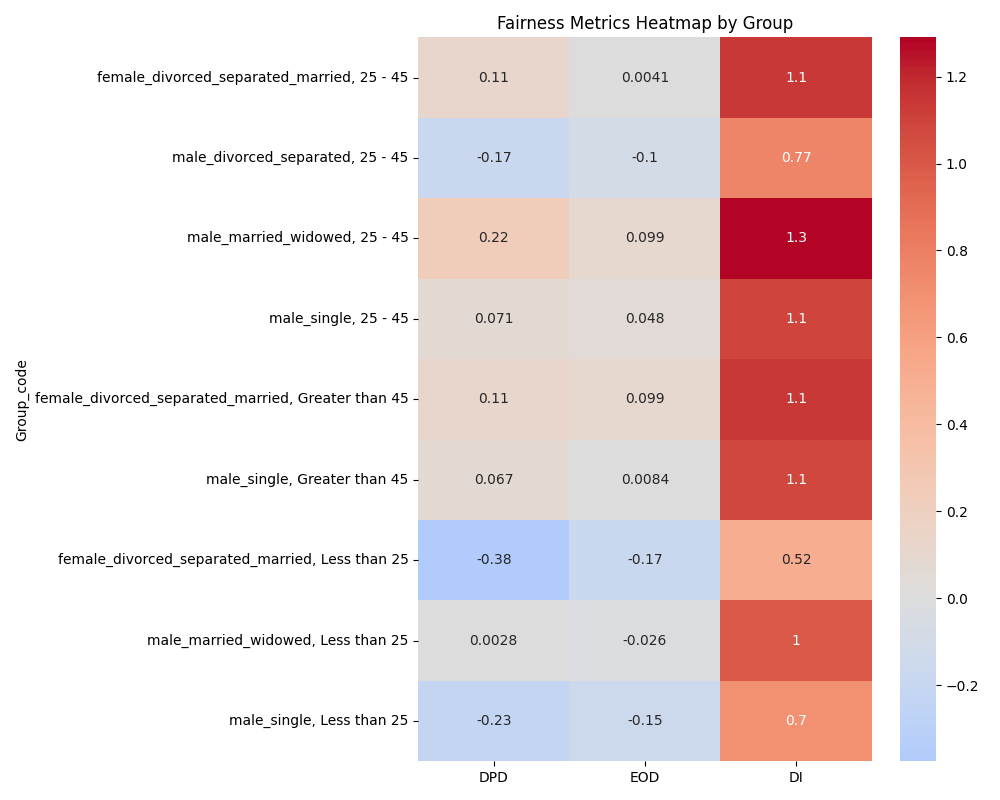 Fairness Metrics Heatmap by Group
Group_code
female_divorced_separated_married, 25 - 45 0.11 0.0041 1.1
male_divorced_separated, 25 - 45 -0.17 -0.1 0.77
male_married_widowed, 25 - 45 0.22 0.099 1.3
male_single, 25 - 45 0.071 0.048 1.1
female_divorced_separated_married, Greater than 45 0.11 0.099 1.1
male_single, Greater than 45 0.067 0.0084 1.1
female_divorced_separated_married, Less than 25 -0.38 -0.17 0.52
male_married_widowed, Less than 25 0.0028 -0.026 1
male_single, Less than 25 -0.23 -0.15 0.7
DPD EOD DI
1.2
1.0
0.8
0.6
0.4
0.2
0.0
−0.2